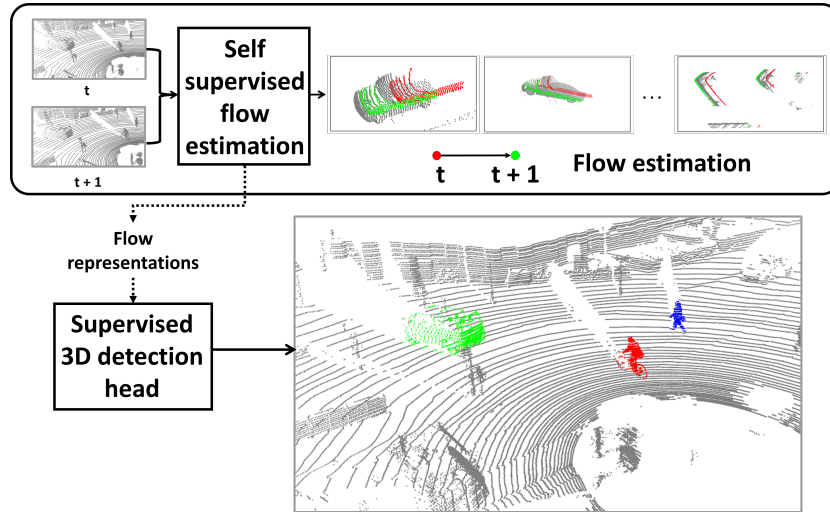 t
t + 1
Self
supervised
flow
estimation
...
t
t + 1
Flow estimation
Flow
representations
Supervised
3D detection
head